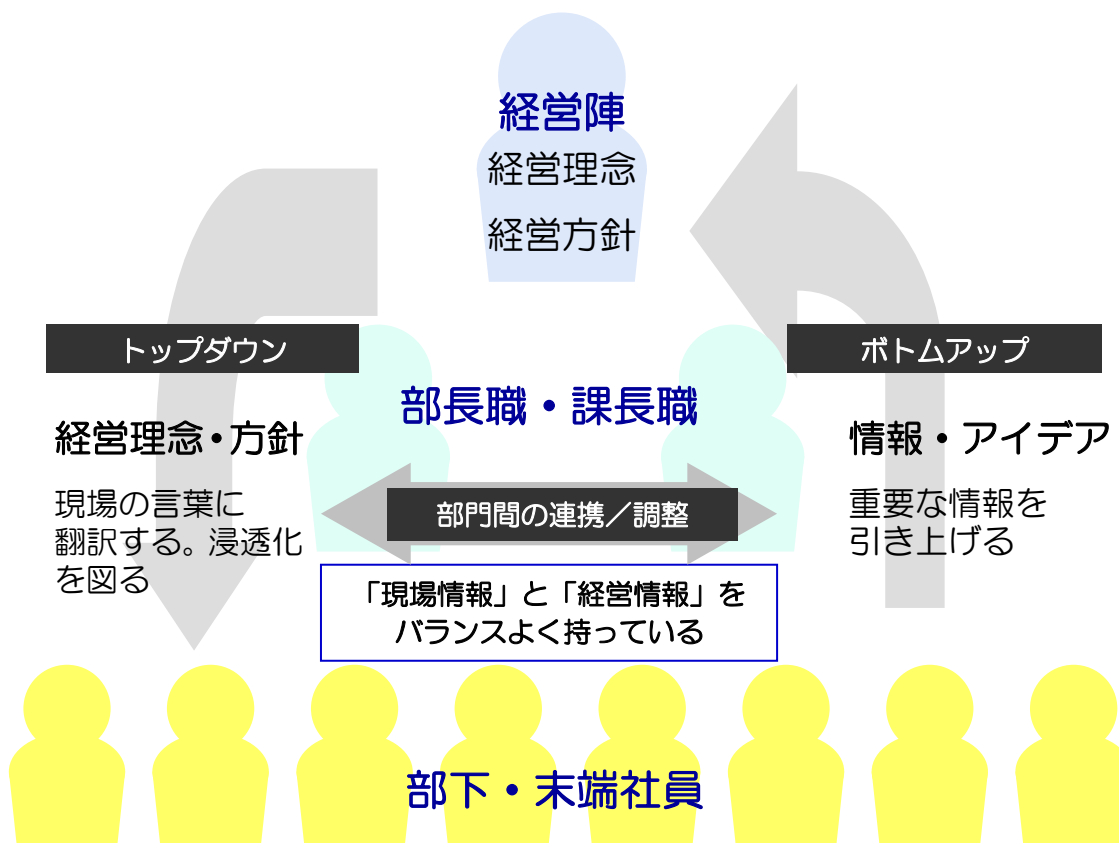 経営陣
経営理念
経営方針
トップダウン
ボトムアップ
部長職・課長職
経営理念・方針
情報・アイデア
現場の言葉に
翻訳する。浸透化
を図る
部門間の連携／調整
重要な情報を
引き上げる
「現場情報」と「経営情報」を
バランスよく持っている
部下・末端社員